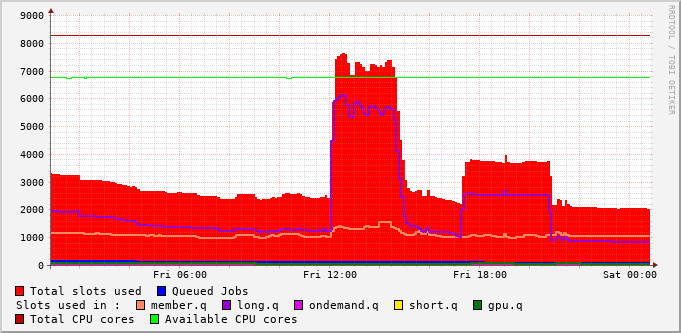 RRDTOOL / TOBI OETIKER
9000
8000
7000
6000
5000
4000
3000
2000
1000
0
Fri 06:00 Fri 12:00 Fri 18:00 Sat 00:00
Total slots used Queued Jobs
Slots used in : member.q long.q ondemand.q short.q gpu.q
Total CPU cores Available CPU cores